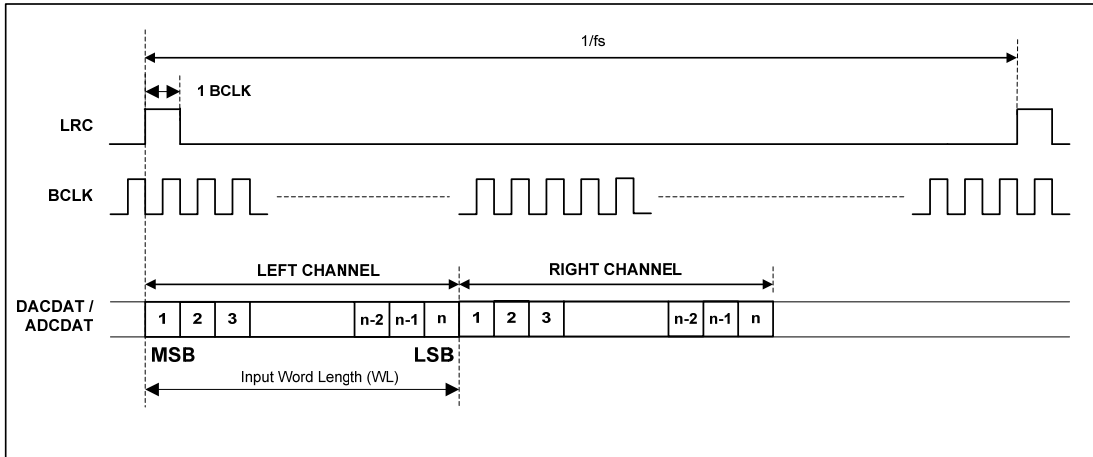 1/fs
1 BCLK
LRC
BCLK
LEFT CHANNEL
RIGHT CHANNEL
DACDAT /
ADCDAT
1 2 3 n-2 n-1 n 1 2 3 n-2 n-1 n
MSB LSB
Input Word Length (WL)